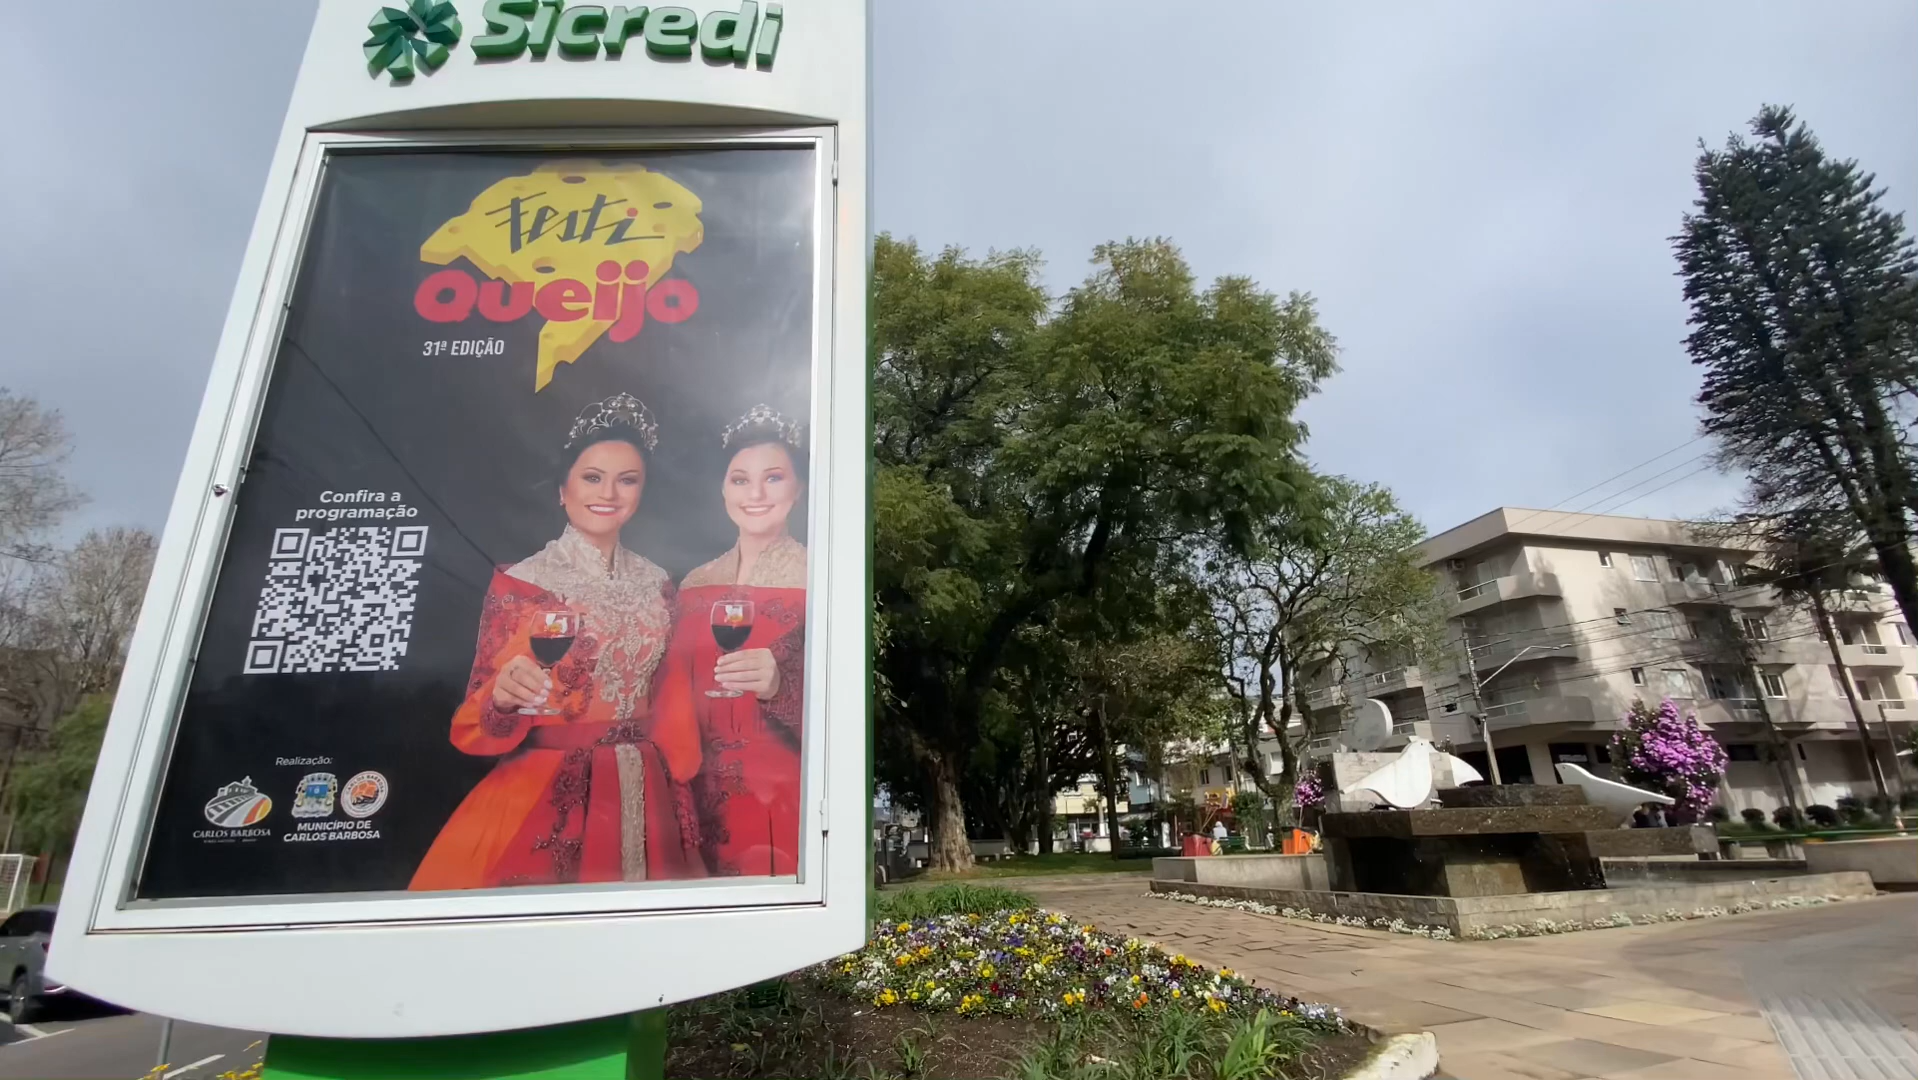 Sicredi
Festi
Queijo
31ª EDIÇÃO
Confira a
programação
Realização:
CARLOS BARBOSA
MUNICÍPIO DE
CARLOS BARBOSA